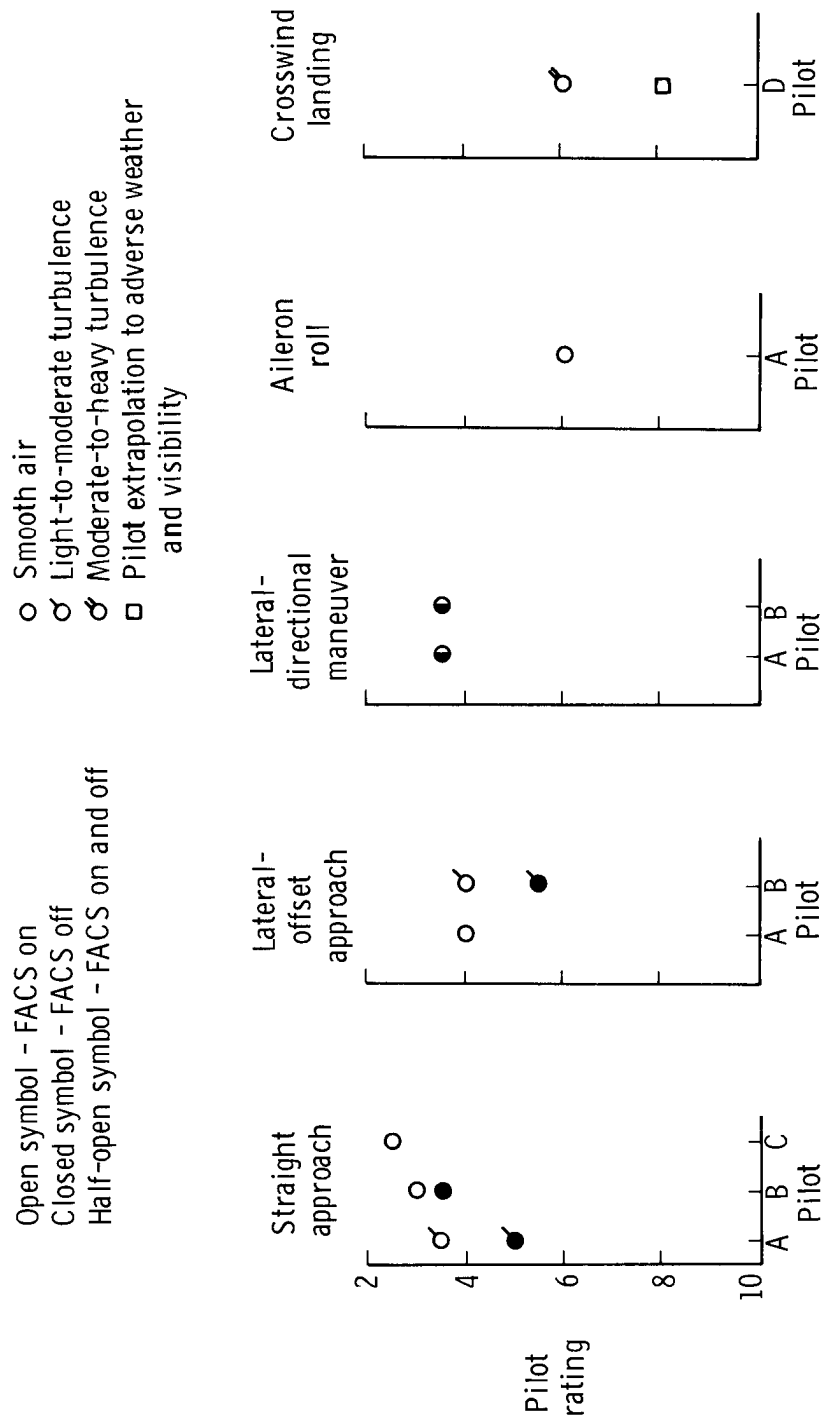 Open symbol - FACS on
Closed symbol - FACS off
Half-open symbol - FACS on and off
Smooth air
Light-to-moderate turbulence
Moderate-to-heavy turbulence
Pilot extrapolation to adverse weather
and visibility
Straight
approach
Lateral-
offset
approach
Lateral-
directional
maneuver
Aileron
roll
Crosswind
landing
Pilot
rating
2
4
6
8
10
A B C
Pilot
A B
Pilot
A B
Pilot
A
Pilot
D
Pilot